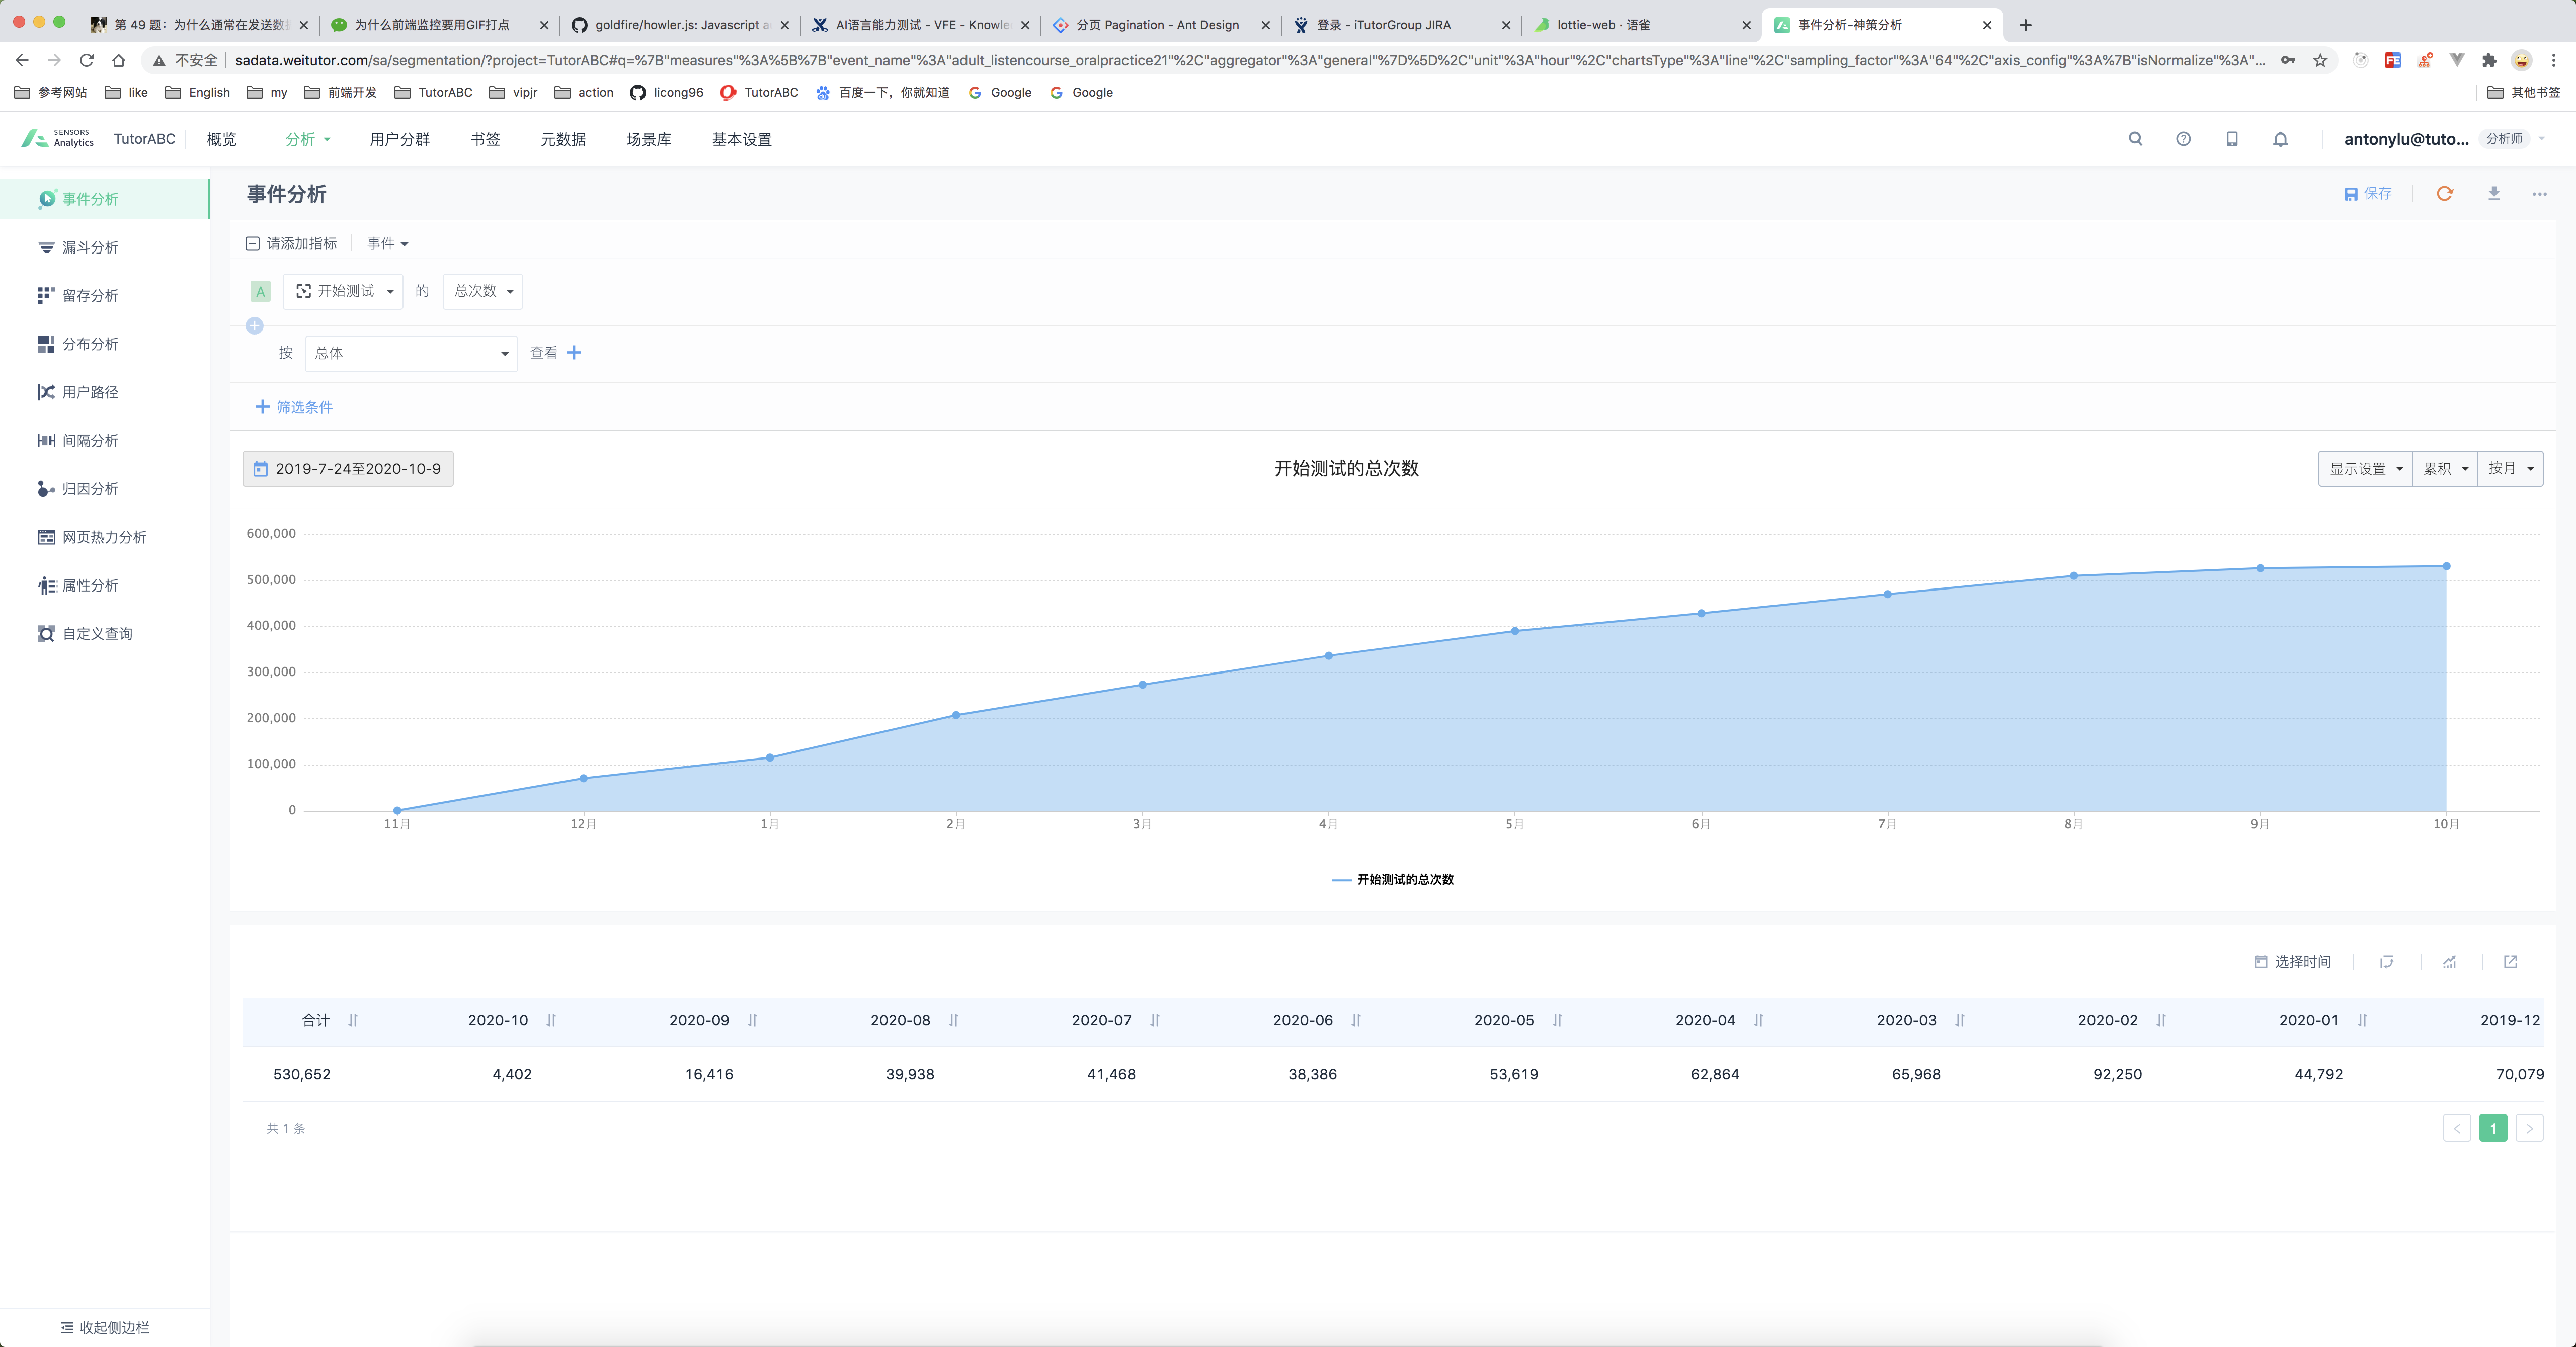 第 49 题：为什么通常在发送数据
为什么前端监控要用GIF打点
goldfire/howler.js: Javascript a
AI语言能力测试 - VFE - Knowle
分页 Pagination - Ant Design
登录 - iTutorGroup JIRA
lottie-web · 语雀
事件分析-神策分析
不安全 sadata.weitutor.com/sa/segmentation/?project=TutorABC#q=%7B"measures"%3A%5B%7B"event_name"%3A"adult_listencourse_oralpractice21"%2C"aggregator"%3A"general"%7D%5D%2C"unit"%3A"hour"%2C"chartsType"%3A"line"%2C"sampling_factor"%3A"64"%2C"axis_config"%3A%7B"isNormalize"%3A"...
参考网站 like English my 前端开发 TutorABC vipjr action licong96 TutorABC 百度一下，你就知道 Google Google 其他书签
SENSORS
Analytics
TutorABC 概览 分析 用户分群 书签 元数据 场景库 基本设置 antonylu@tuto... 分析师
事件分析
漏斗分析
留存分析
分布分析
用户路径
间隔分析
归因分析
网页热力分析
属性分析
自定义查询
收起侧边栏
事件分析 保存
请添加指标 事件
A 开始测试 的 总次数
按 总体 查看
筛选条件
2019-7-24至2020-10-9 开始测试的总次数 显示设置 累积 按月
600,000
500,000
400,000
300,000
200,000
100,000
0
11月 12月 1月 2月 3月 4月 5月 6月 7月 8月 9月 10月
开始测试的总次数
选择时间
合计 2020-10 2020-09 2020-08 2020-07 2020-06 2020-05 2020-04 2020-03 2020-02 2020-01 2019-12
530,652 4,402 16,416 39,938 41,468 38,386 53,619 62,864 65,968 92,250 44,792 70,079
共 1 条 1